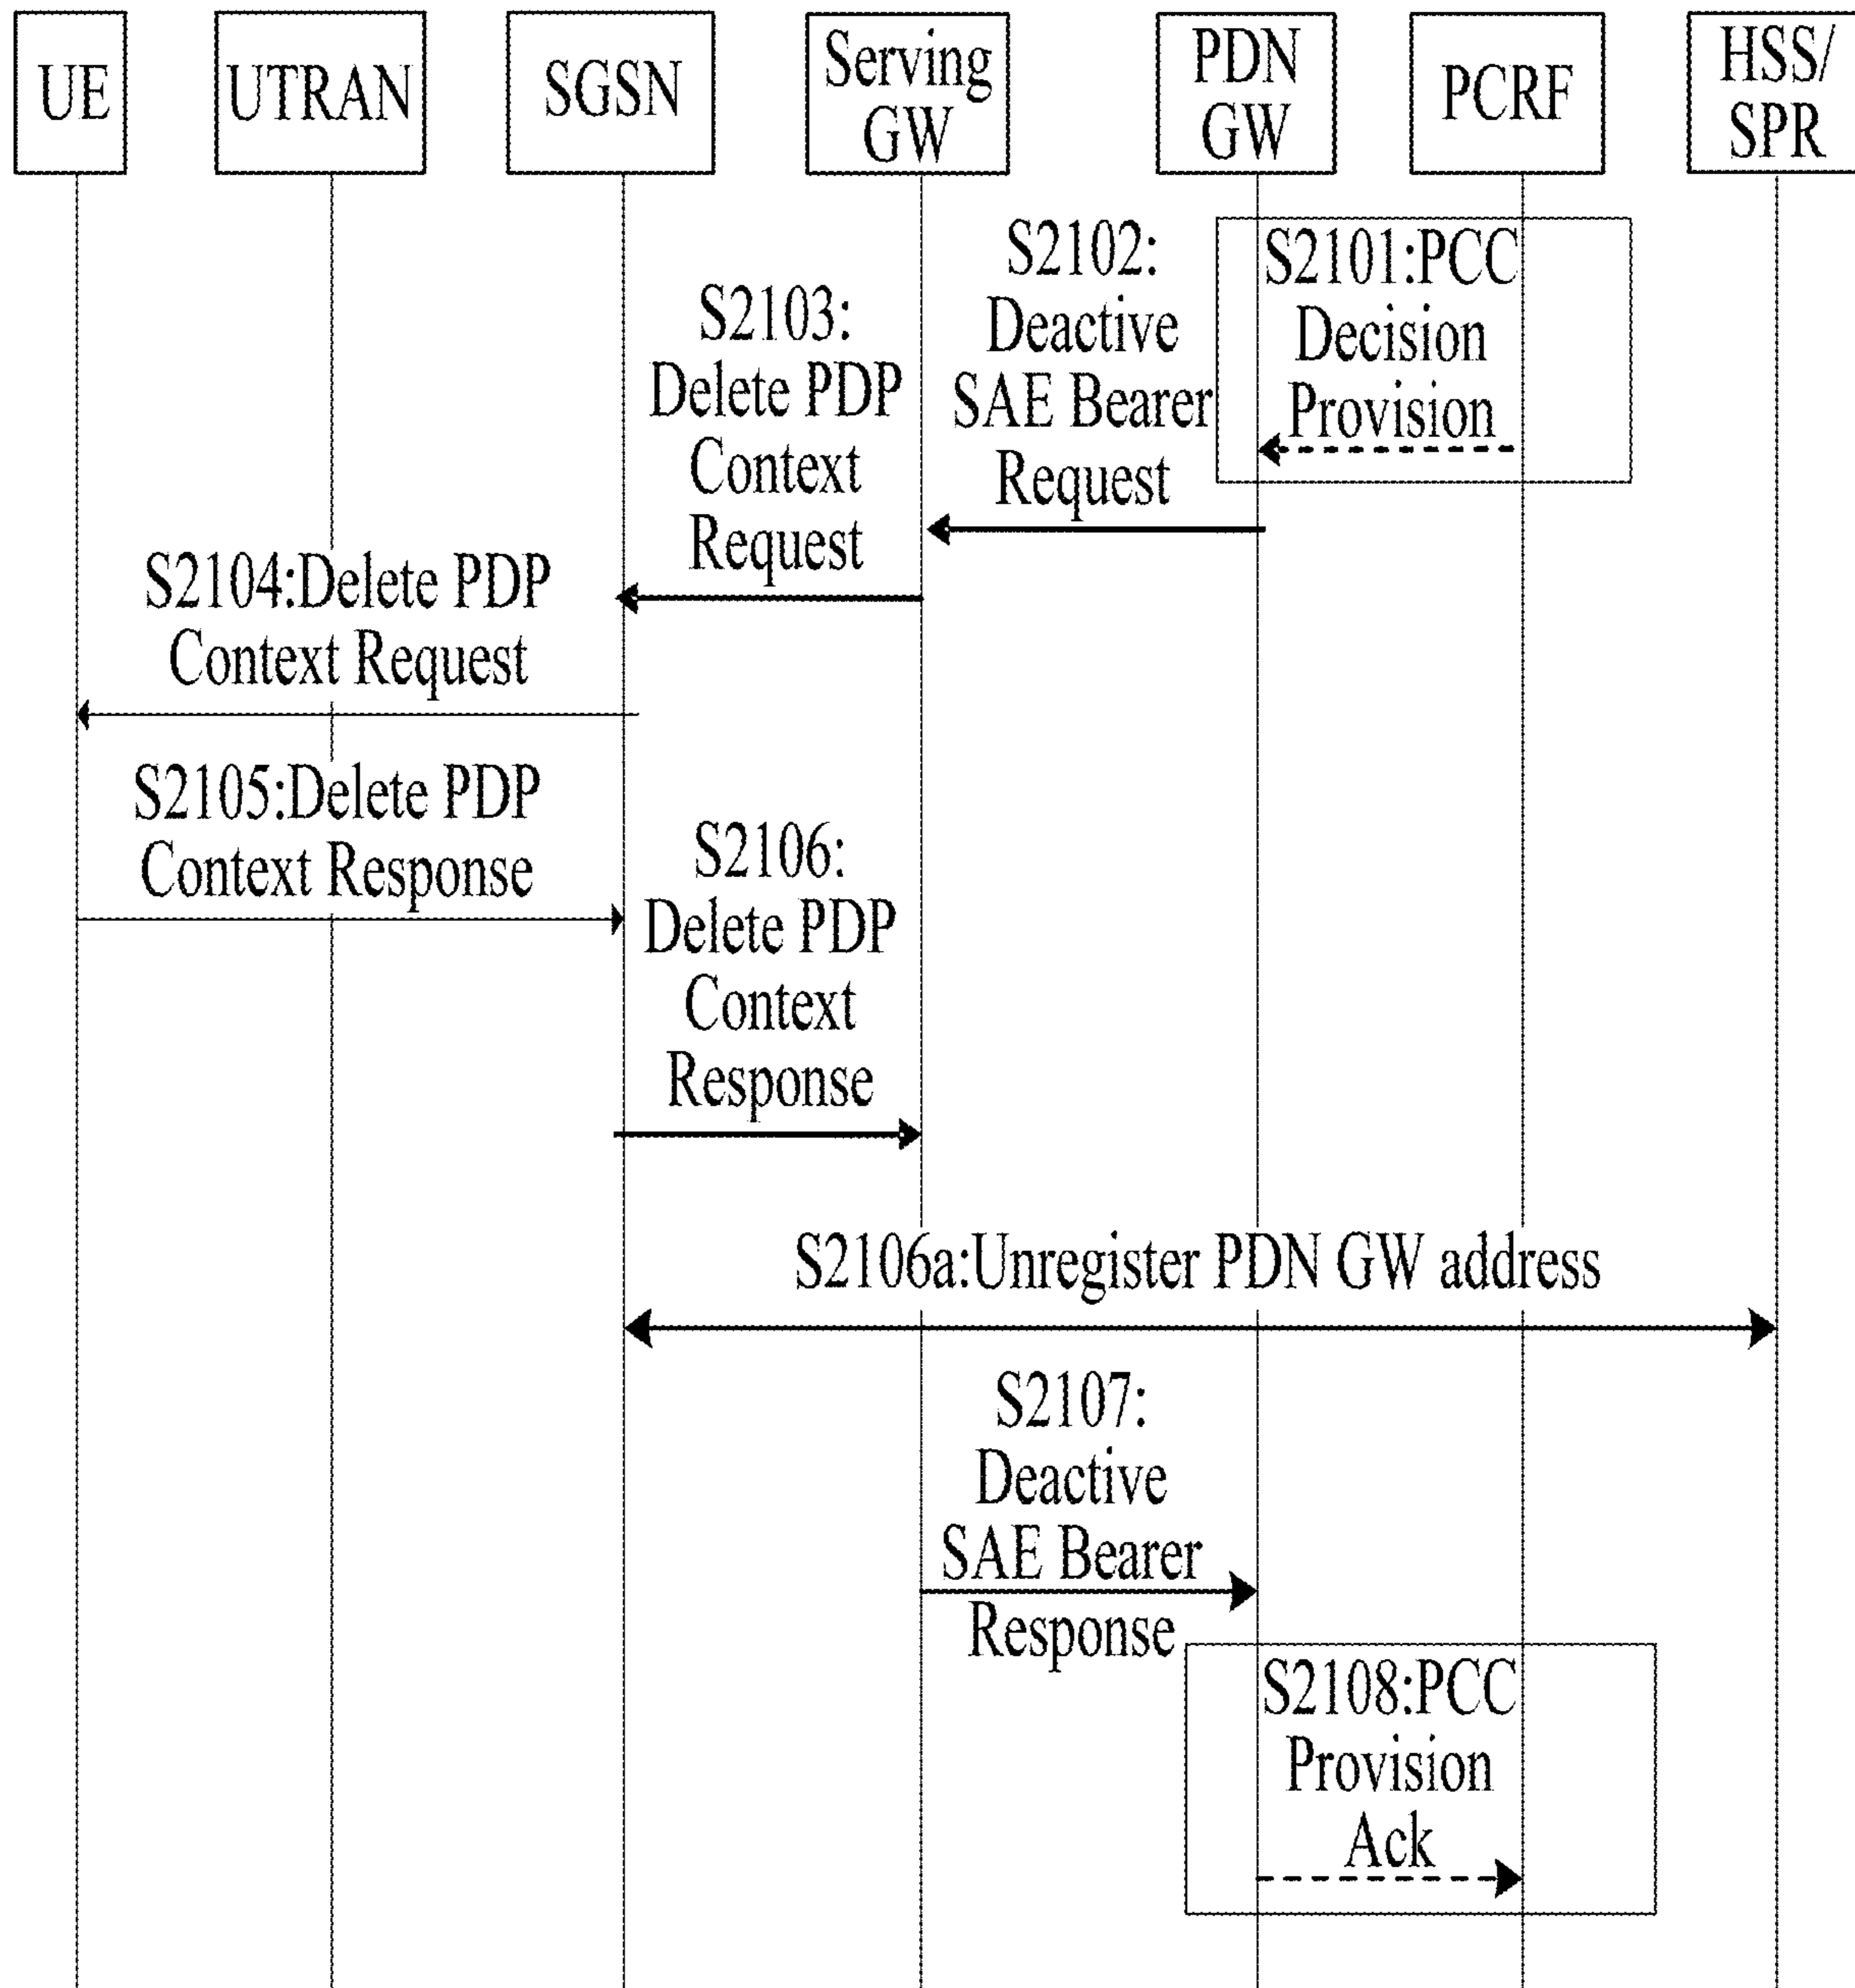 UE
UTRAN
SGSN
Serving
GW
PDN
GW
PCRF
HSS/
SPR
S2101:PCC
Decision
Provision
S2102:
Deactive
SAE Bearer
Request
S2103:
Delete PDP
Context
Request
S2104:Delete PDP
Context Request
S2105:Delete PDP
Context Response
S2106:
Delete PDP
Context
Response
S2106a:Unregister PDN GW address
S2107:
Deactive
SAE Bearer
Response
S2108:PCC
Provision
Ack